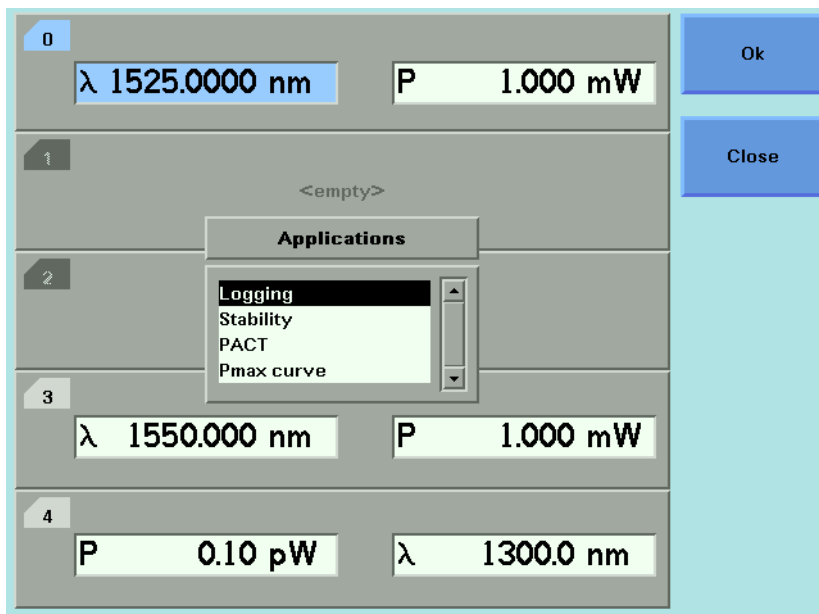 0
λ 1525.0000 nm P 1.000 mW
Ok
1
<empty>
Close
Applications
2
Logging
Stability
PACT
Pmax curve
3
λ 1550.000 nm P 1.000 mW
4
P 0.10 pW λ 1300.0 nm